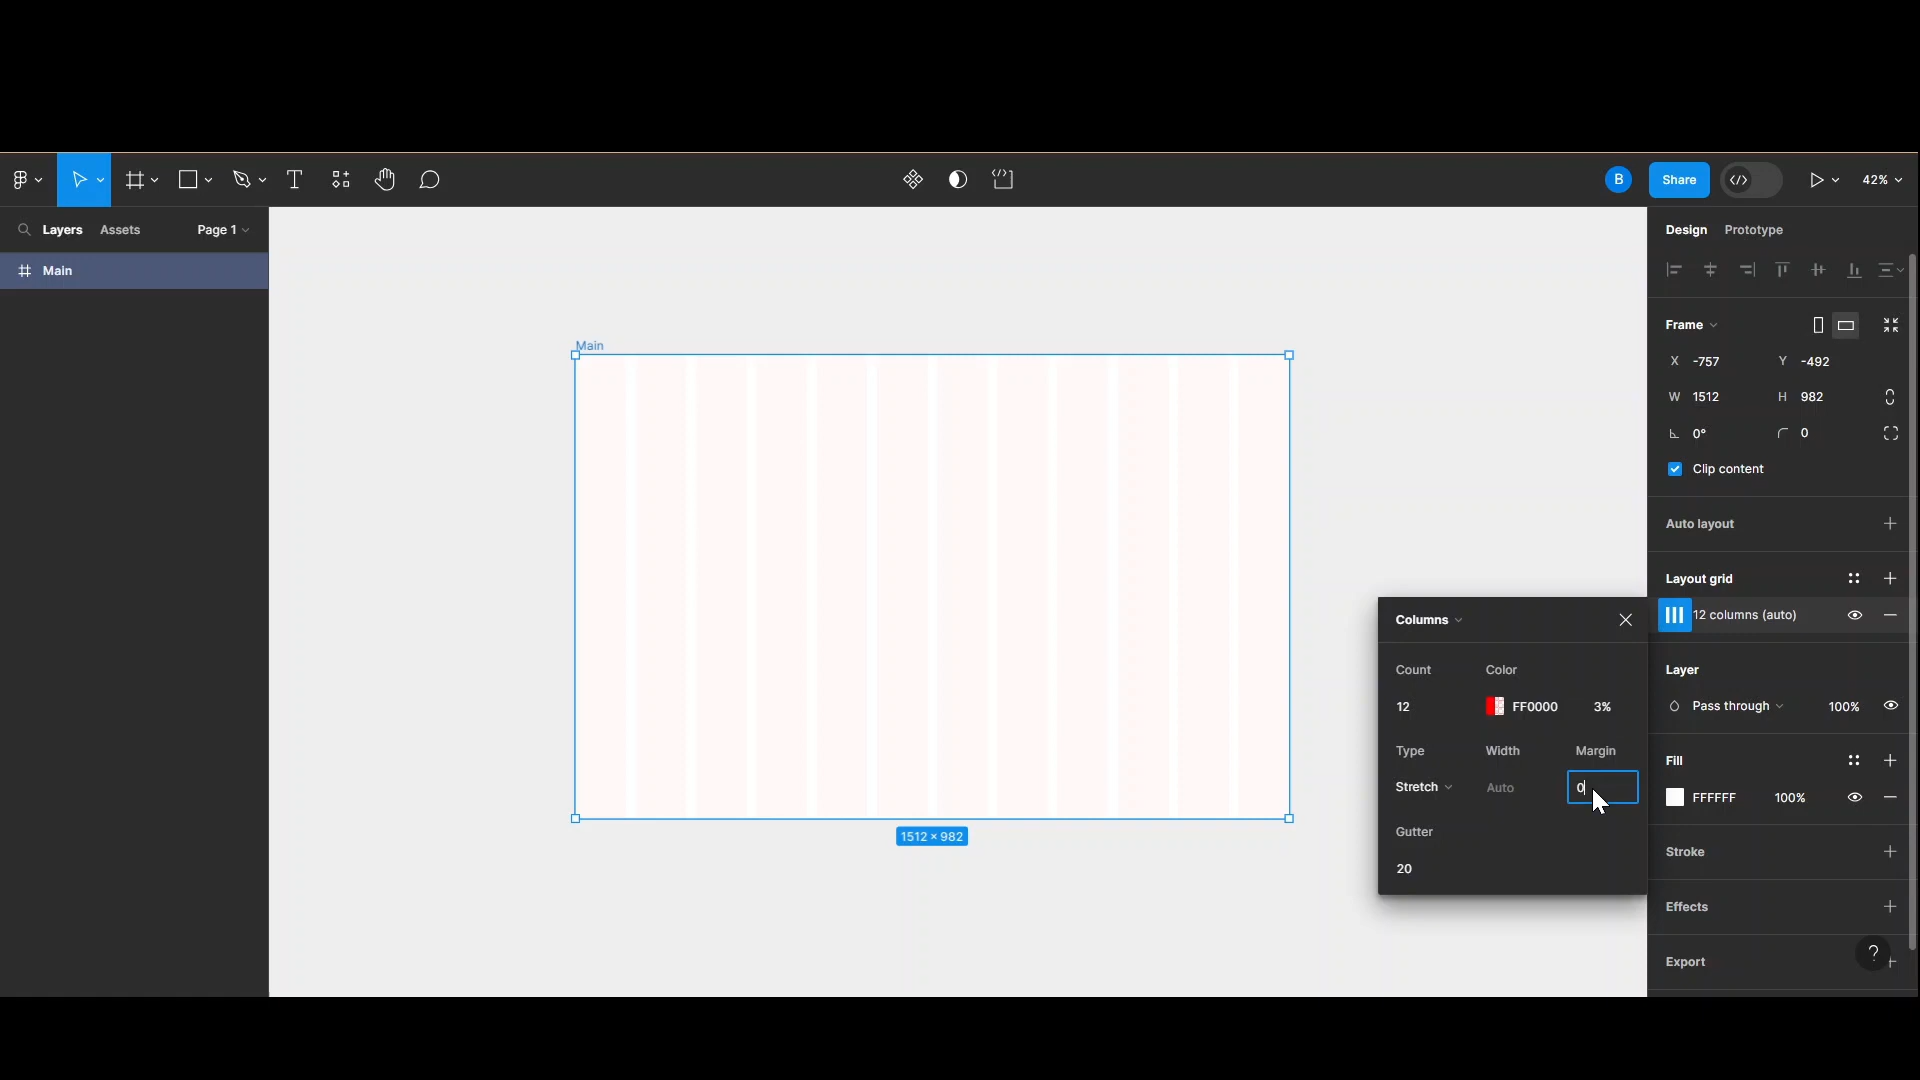 B
Share
42%
Layers Assets Page 1
Main
Main
1512 × 982
Design Prototype
Frame
X -757 Y -492
W 1512 H 982
0° 0
Clip content
Auto layout
Layout grid
12 columns (auto)
Layer
Pass through 100%
Fill
FFFFFF 100%
Stroke
Effects
Export
?
Columns
Count Color
12 FF0000 3%
Type Width Margin
Stretch Auto 0
Gutter
20